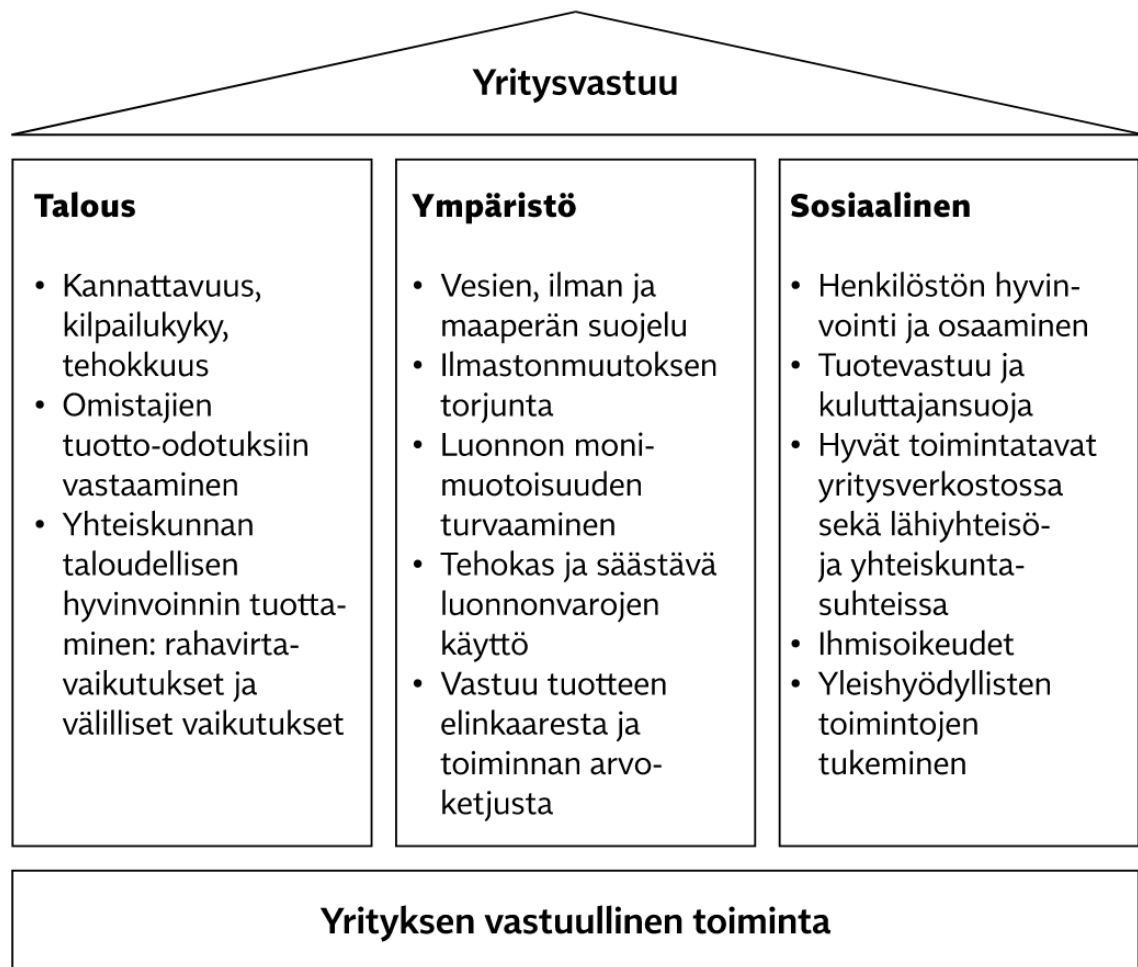 Yritysvastuu
Talous
• Kannattavuus,
kilpailukyky,
tehokkuus
• Omistajien
tuotto-odotuksiin
vastaaminen
• Yhteiskunnan
taloudellisen
hyvinvoinnin tuotta-
minen: rahavirta-
vaikutukset ja
välilliset vaikutukset
Ympäristö
• Vesien, ilman ja
maaperän suojelu
• Ilmastonmuutoksen
torjunta
• Luonnon moni-
muotoisuuden
turvaaminen
• Tehokas ja säästävä
luonnonvarojen
käyttö
• Vastuu tuotteen
elinkaaresta ja
toiminnan arvo-
ketjusta
Sosiaalinen
• Henkilöstön hyvin-
vointi ja osaaminen
• Tuotevastuu ja
kuluttajansuoja
• Hyvät toimintatavat
yritysverkostossa
sekä lähiyhteisö-
ja yhteiskunta-
suhteissa
• Ihmisoikeudet
• Yleishyödyllisten
toimintojen
tukeminen
Yrityksen vastuullinen toiminta